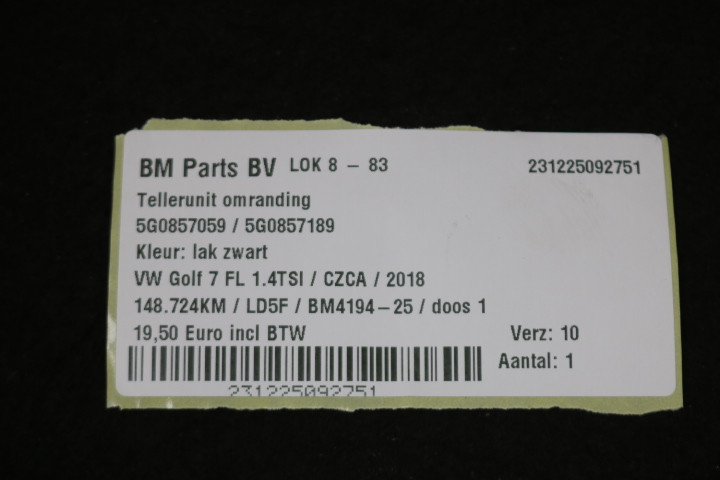 BM Parts BV LOK 8 - 83 231225092751
Tellerunit omranding
5G0857059 / 5G0857189
Kleur: lak zwart
VW Golf 7 FL 1.4TSI / CZCA / 2018
148.724KM / LD5F / BM4194-25 / doos 1
19,50 Euro incl BTW Verz: 10
Aantal: 1
231225092751